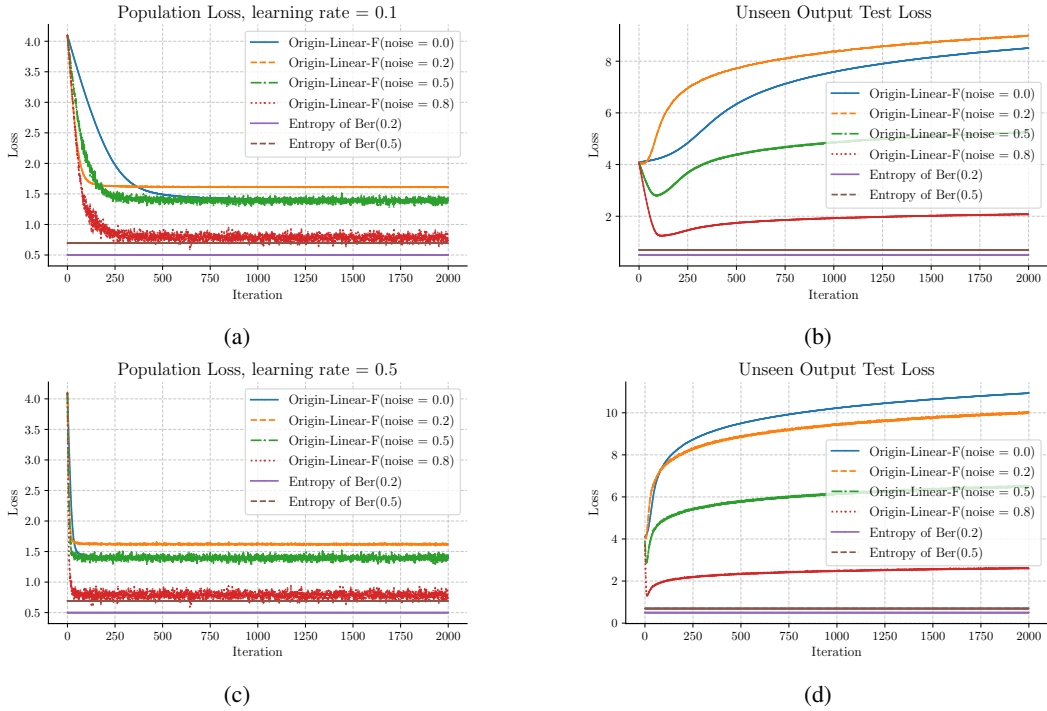 Population Loss, learning rate = 0.1
4.0
3.5
3.0
2.5
2.0
1.5
1.0
0.5
Loss
Origin-Linear-F(noise = 0.0)
Origin-Linear-F(noise = 0.2)
Origin-Linear-F(noise = 0.5)
Origin-Linear-F(noise = 0.8)
Entropy of Ber(0.2)
Entropy of Ber(0.5)
0 250 500 750 1000 1250 1500 1750 2000
Iteration
(a)
Unseen Output Test Loss
8
6
4
2
Loss
Origin-Linear-F(noise = 0.0)
Origin-Linear-F(noise = 0.2)
Origin-Linear-F(noise = 0.5)
Origin-Linear-F(noise = 0.8)
Entropy of Ber(0.2)
Entropy of Ber(0.5)
0 250 500 750 1000 1250 1500 1750 2000
Iteration
(b)
Population Loss, learning rate = 0.5
4.0
3.5
3.0
2.5
2.0
1.5
1.0
0.5
Loss
Origin-Linear-F(noise = 0.0)
Origin-Linear-F(noise = 0.2)
Origin-Linear-F(noise = 0.5)
Origin-Linear-F(noise = 0.8)
Entropy of Ber(0.2)
Entropy of Ber(0.5)
0 250 500 750 1000 1250 1500 1750 2000
Iteration
(c)
Unseen Output Test Loss
10
8
6
4
2
0
Loss
Origin-Linear-F(noise = 0.0)
Origin-Linear-F(noise = 0.2)
Origin-Linear-F(noise = 0.5)
Origin-Linear-F(noise = 0.8)
Entropy of Ber(0.2)
Entropy of Ber(0.5)
0 250 500 750 1000 1250 1500 1750 2000
Iteration
(d)